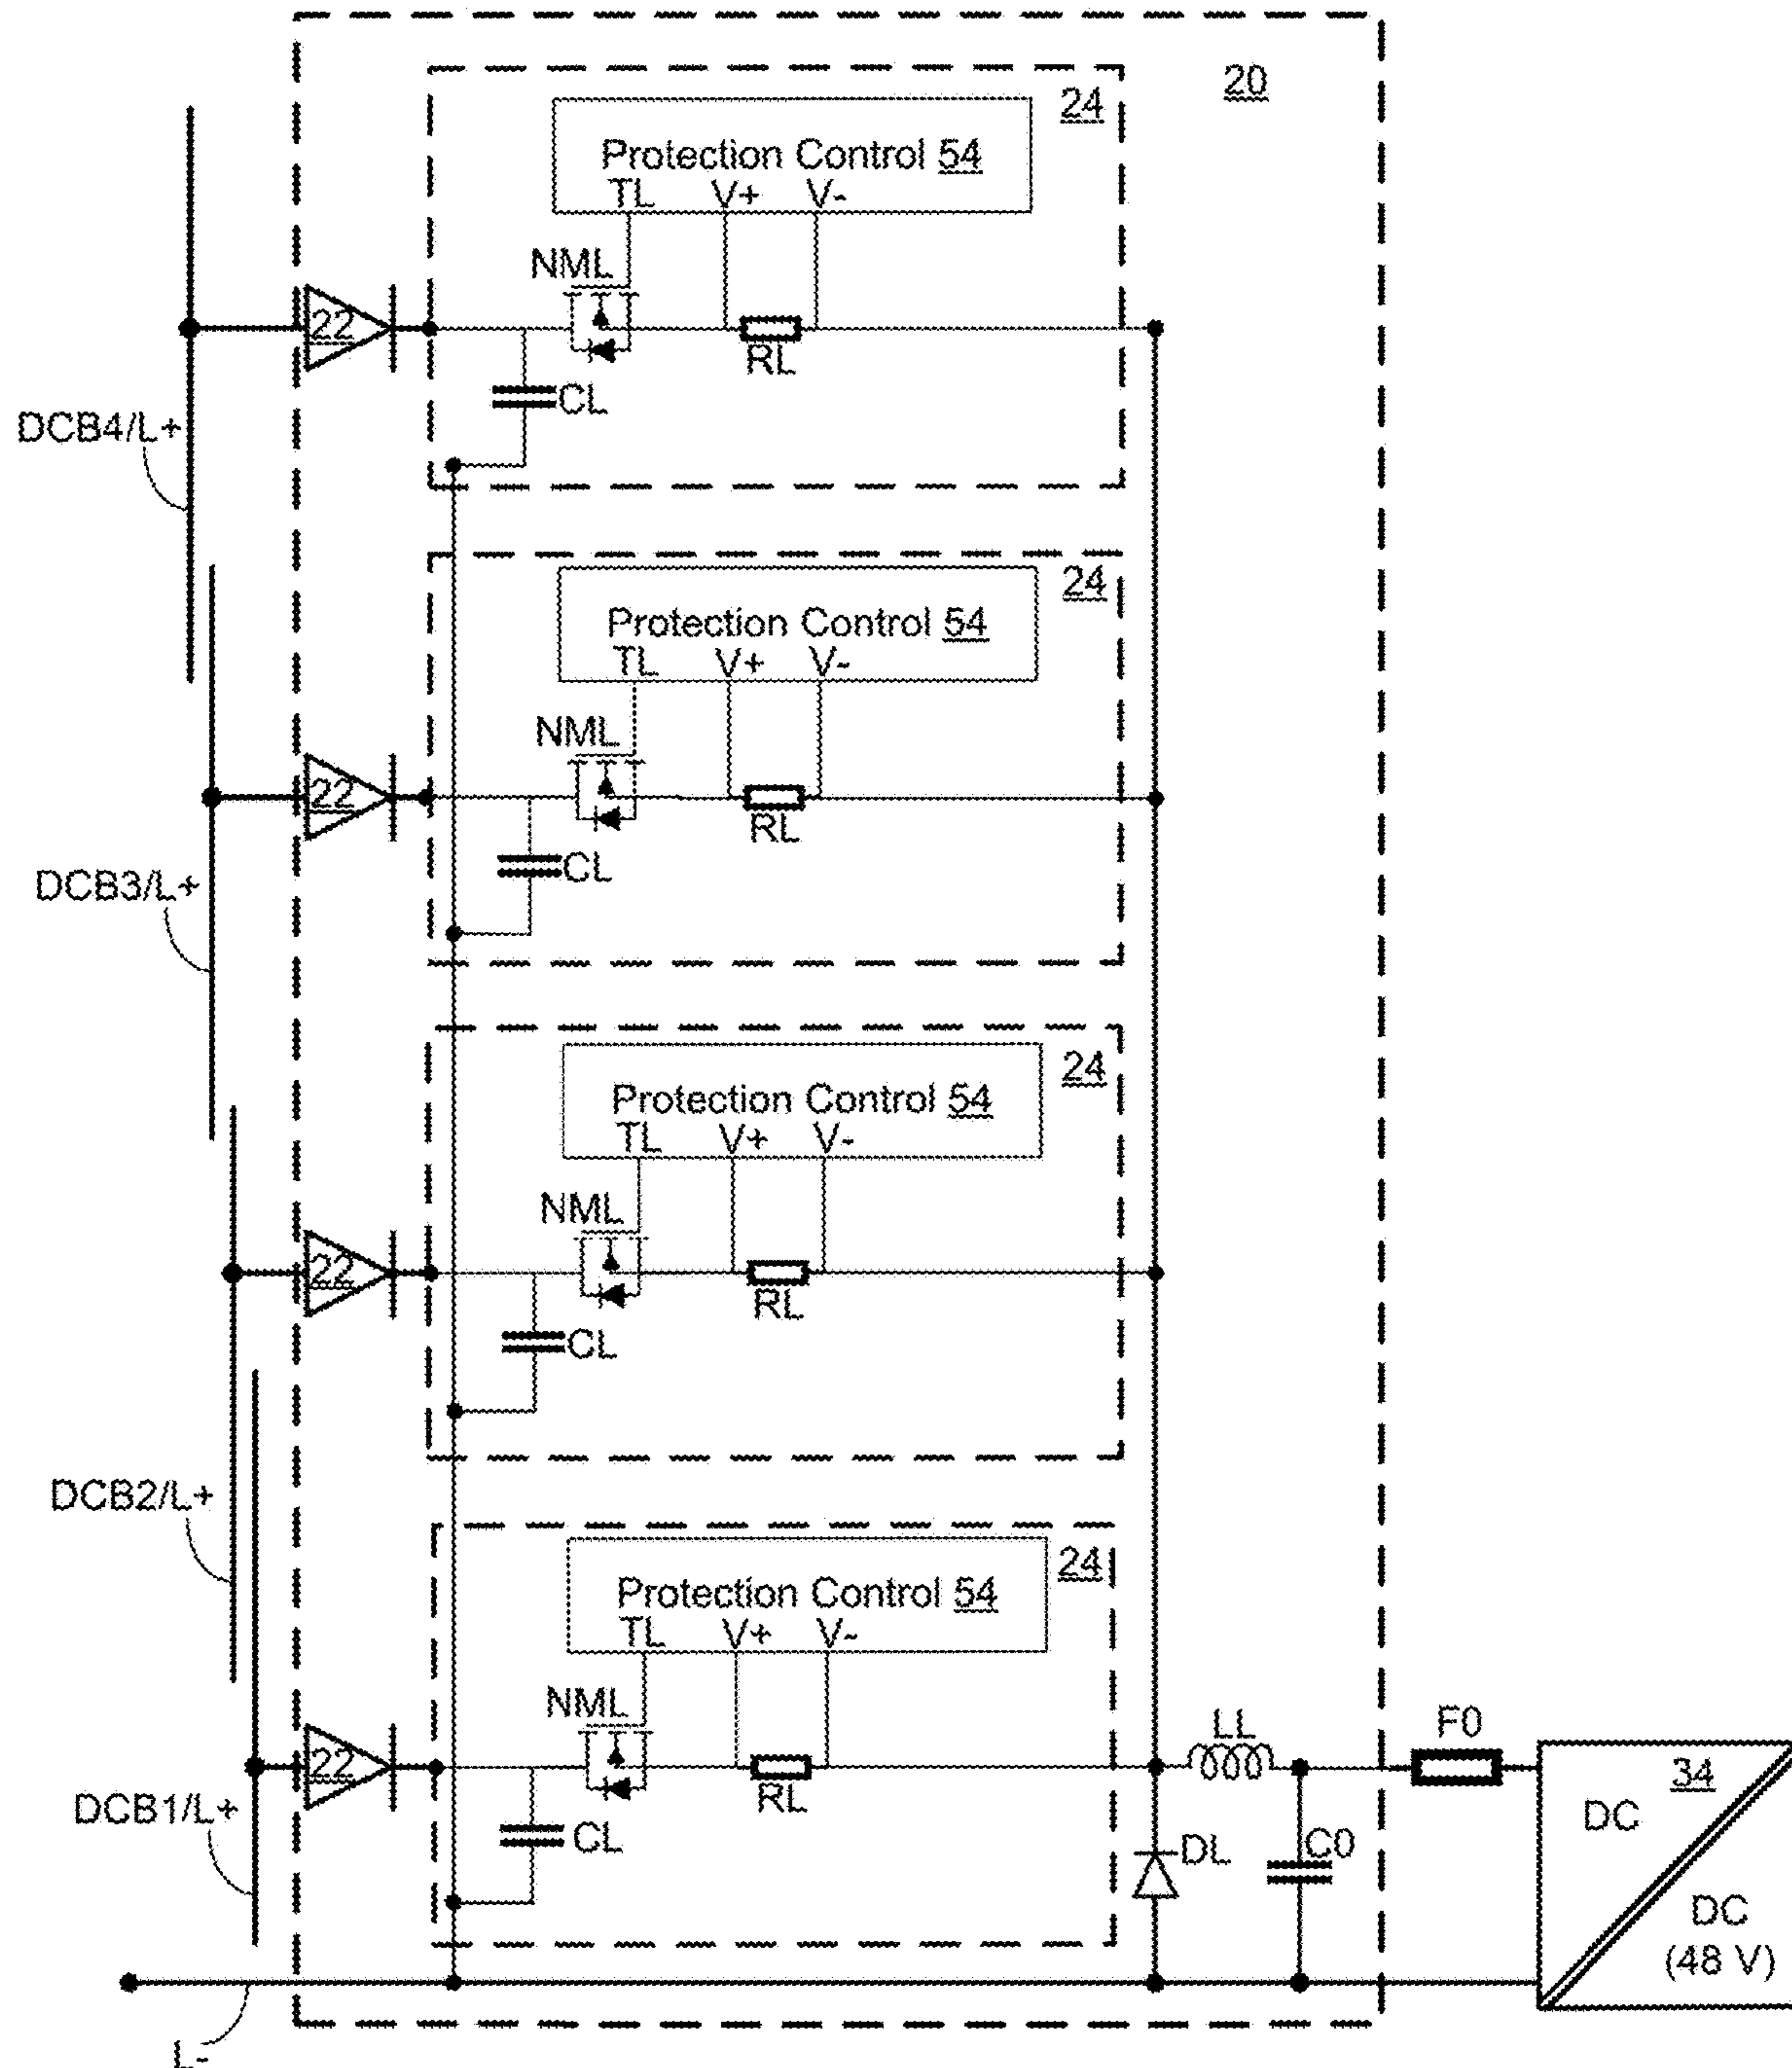 20
24
Protection Control 54
TL V+ V-
NML
22
RL
CL
DCB4/L+
24
Protection Control 54
TL V+ V-
NML
22
RL
CL
DCB3/L+
24
Protection Control 54
TL V+ V-
NML
22
RL
CL
DCB2/L+
24
Protection Control 54
TL V+ V-
NML
22
RL
CL
DCB1/L+
LL
F0
34
DC
DL
C0
DC
(48 V)
L-